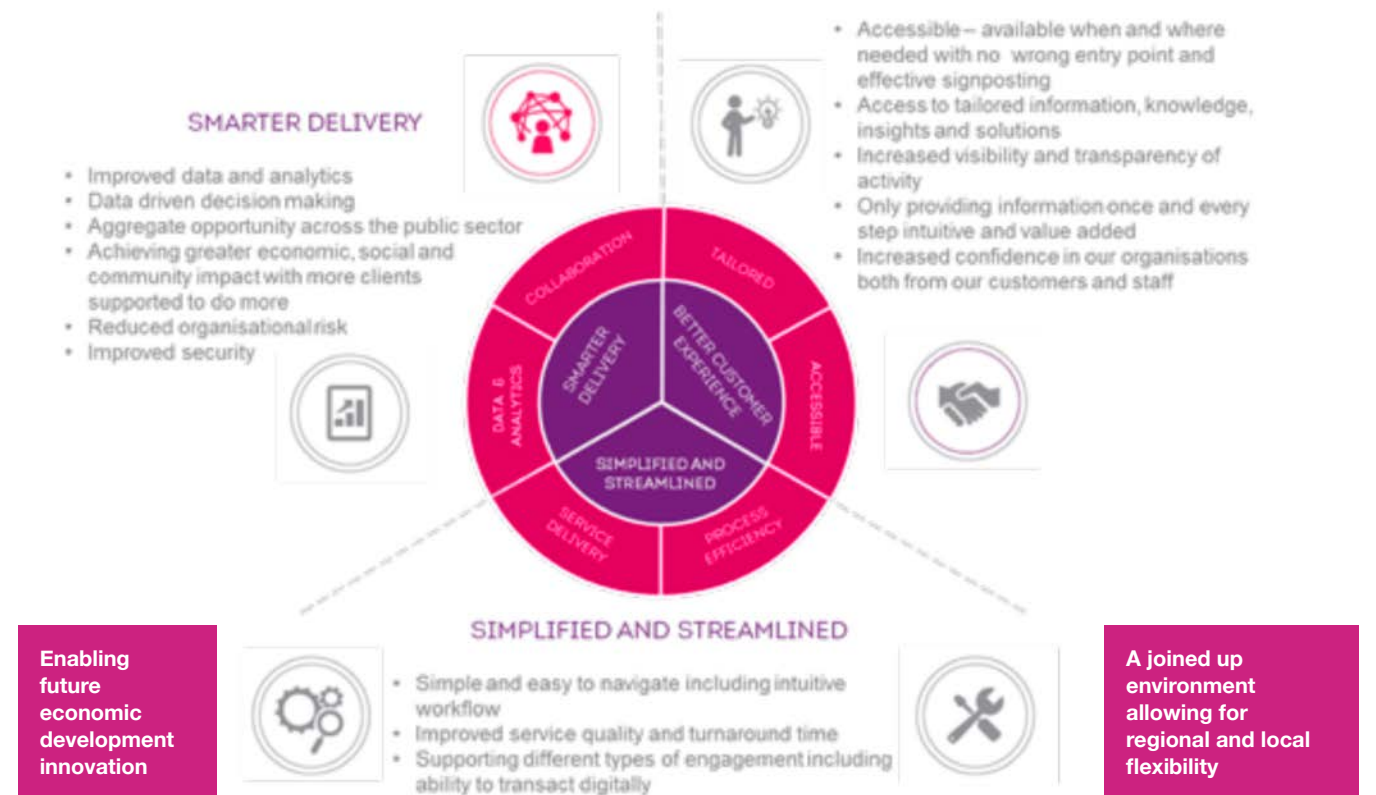 SMARTER DELIVERY
• Improved data and analytics
• Data driven decision making
• Aggregate opportunity across the public sector
• Achieving greater economic, social and
community impact with more clients
supported to do more
• Reduced organisational risk
• Improved security
• Accessible – available when and where
needed with no wrong entry point and
effective signposting
• Access to tailored information, knowledge,
insights and solutions
• Increased visibility and transparency of
activity
• Only providing information once and every
step intuitive and value added
• Increased confidence in our organisations
both from our customers and staff
COLLABORATION
TAILORED
DATA &
ANALYTICS
SMARTER
DELIVERY
BETTER CUSTOMER
EXPERIENCE
ACCESSIBLE
SIMPLIFIED AND
STREAMLINED
SERVICE
DELIVERY
PROCESS
EFFICIENCY
SIMPLIFIED AND STREAMLINED
• Simple and easy to navigate including intuitive
workflow
• Improved service quality and turnaround time
• Supporting different types of engagement including
ability to transact digitally
Enabling
future
economic
development
innovation
A joined up
environment
allowing for
regional and local
flexibility